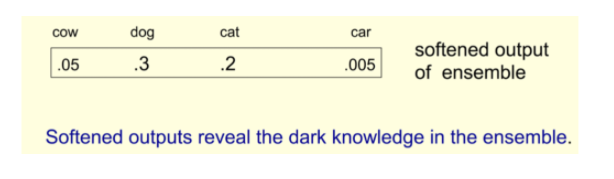 cow dog cat car
.05 .3 .2 .005
softened output
of ensemble
Softened outputs reveal the dark knowledge in the ensemble.